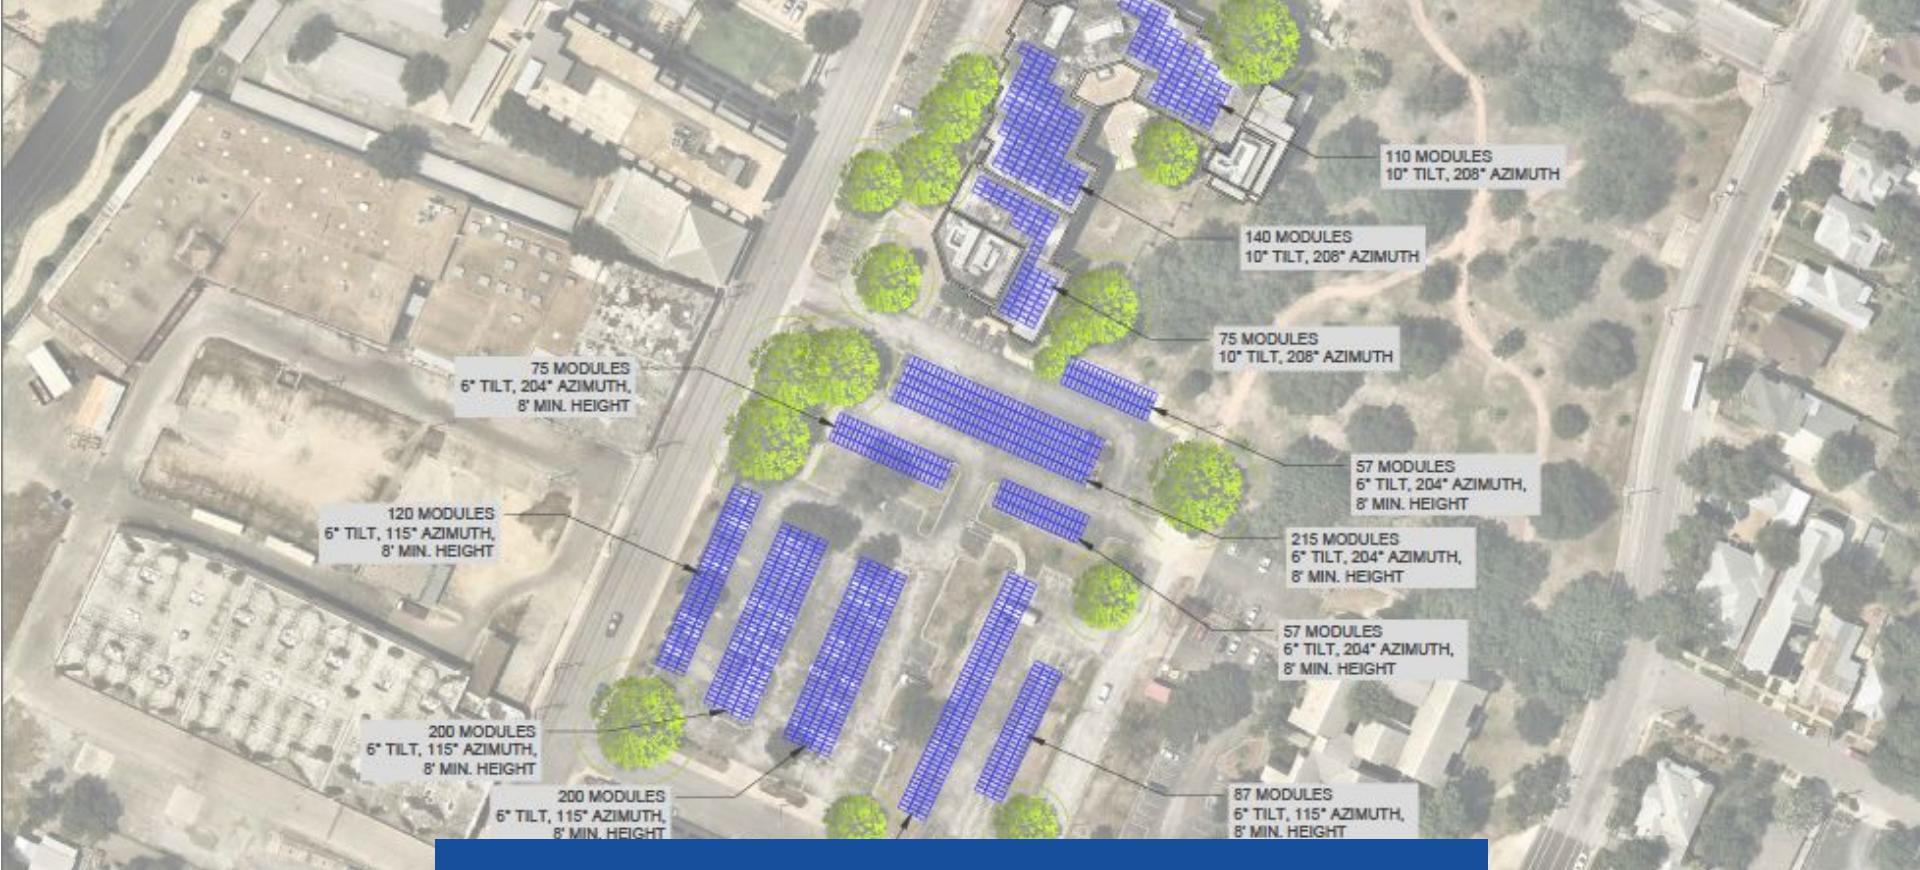 110 MODULES
10° TILT, 208° AZIMUTH
140 MODULES
10° TILT, 208° AZIMUTH
75 MODULES
10° TILT, 208° AZIMUTH
75 MODULES
6° TILT, 204° AZIMUTH,
8' MIN. HEIGHT
57 MODULES
6° TILT, 204° AZIMUTH,
8' MIN. HEIGHT
120 MODULES
6° TILT, 115° AZIMUTH,
8' MIN. HEIGHT
215 MODULES
6° TILT, 204° AZIMUTH,
8' MIN. HEIGHT
57 MODULES
6° TILT, 204° AZIMUTH,
8' MIN. HEIGHT
200 MODULES
6° TILT, 115° AZIMUTH,
8' MIN. HEIGHT
200 MODULES
6° TILT, 115° AZIMUTH,
8' MIN. HEIGHT
87 MODULES
6° TILT, 115° AZIMUTH,
8' MIN. HEIGHT